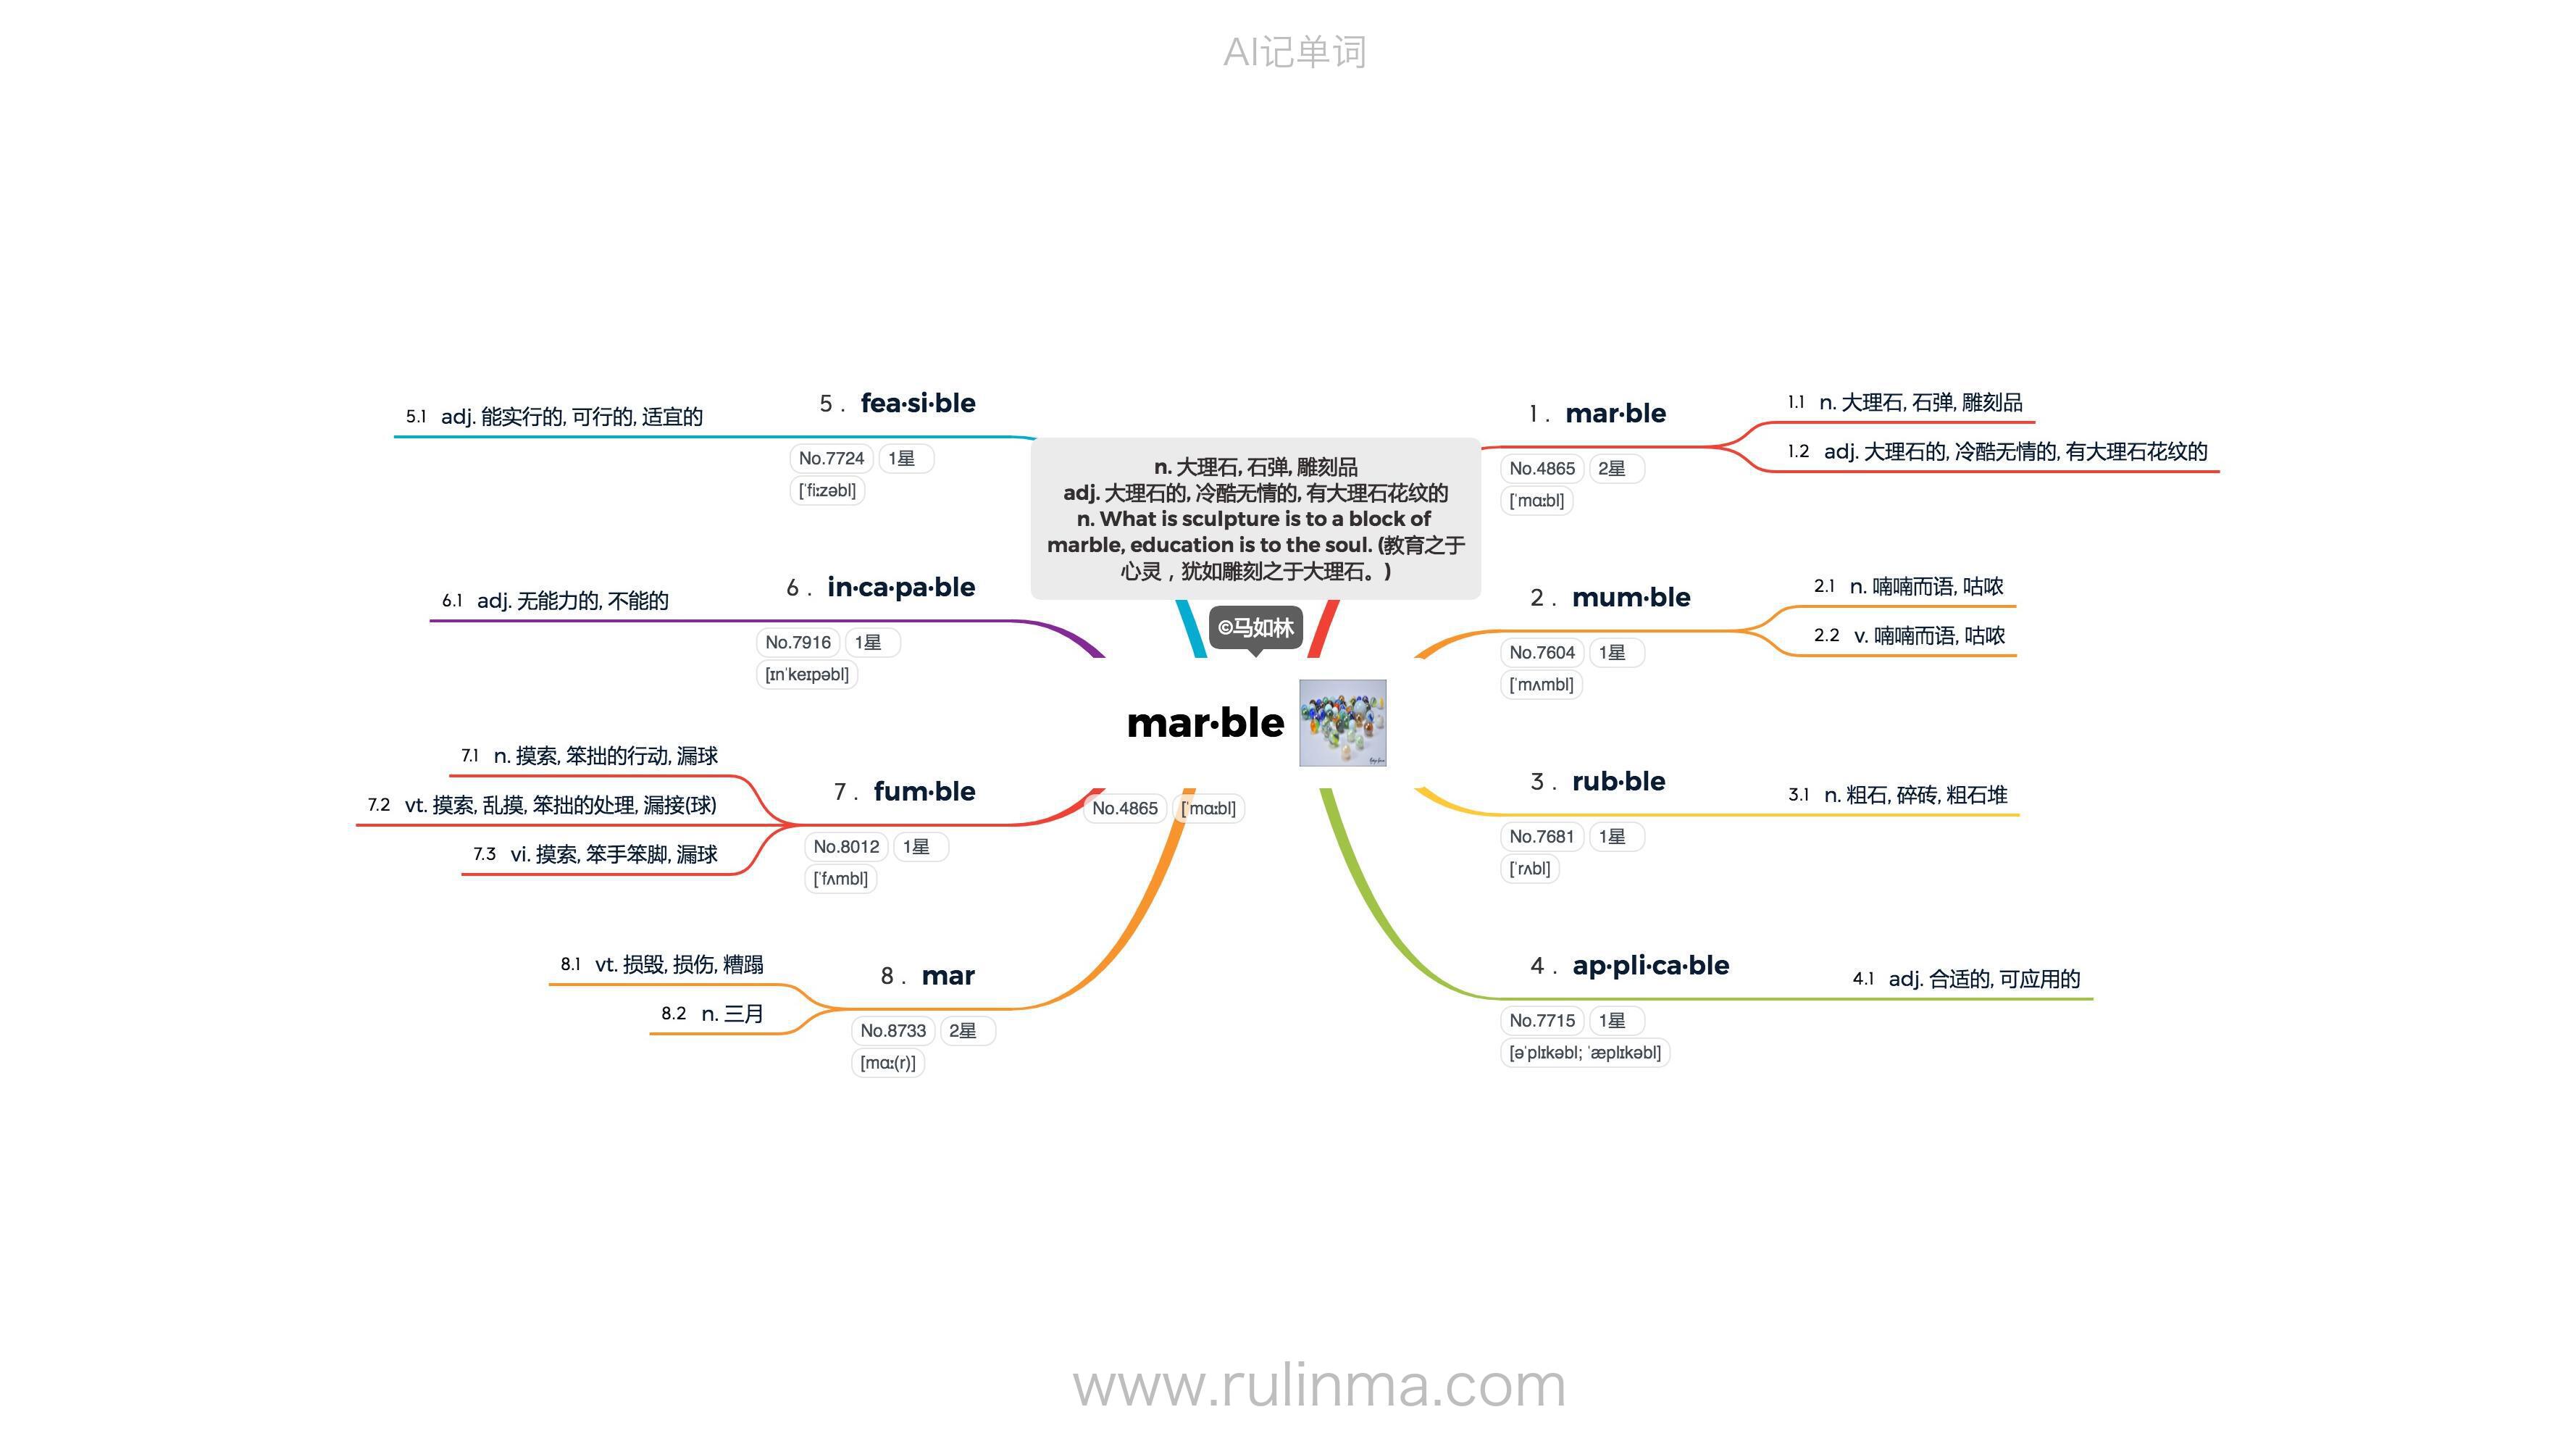 AI记单词
n. 大理石, 石弹, 雕刻品
adj. 大理石的, 冷酷无情的, 有大理石花纹的
n. What is sculpture is to a block of
marble, education is to the soul. (教育之于
心灵，犹如雕刻之于大理石。)
©马如林
mar·ble
No.4865 [ˈmɑːbl]
1 . mar·ble
No.4865 2星
[ˈmɑːbl]
1.1 n. 大理石, 石弹, 雕刻品
1.2 adj. 大理石的, 冷酷无情的, 有大理石花纹的
2 . mum·ble
No.7604 1星
[ˈmʌmbl]
2.1 n. 喃喃而语, 咕哝
2.2 v. 喃喃而语, 咕哝
3 . rub·ble
No.7681 1星
[ˈrʌbl]
3.1 n. 粗石, 碎砖, 粗石堆
4 . ap·pli·ca·ble
No.7715 1星
[əˈplɪkəbl; ˈæplɪkəbl]
4.1 adj. 合适的, 可应用的
5 . fea·si·ble
No.7724 1星
[ˈfiːzəbl]
5.1 adj. 能实行的, 可行的, 适宜的
6 . in·ca·pa·ble
No.7916 1星
[ɪnˈkeɪpəbl]
6.1 adj. 无能力的, 不能的
7 . fum·ble
No.8012 1星
[ˈfʌmbl]
7.1 n. 摸索, 笨拙的行动, 漏球
7.2 vt. 摸索, 乱摸, 笨拙的处理, 漏接(球)
7.3 vi. 摸索, 笨手笨脚, 漏球
8 . mar
No.8733 2星
[mɑː(r)]
8.1 vt. 损毁, 损伤, 糟蹋
8.2 n. 三月
www.rulinma.com